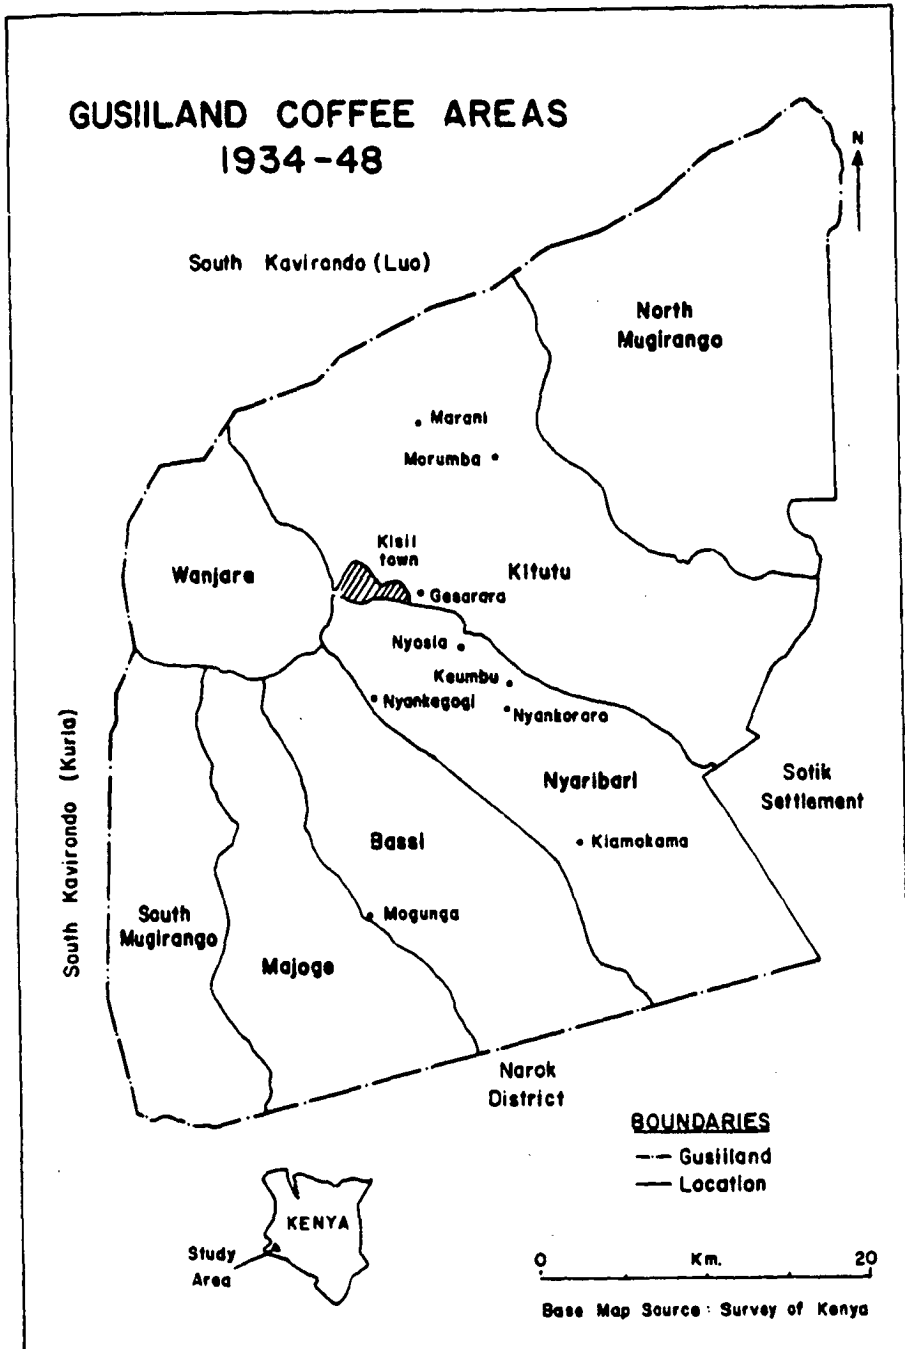 GUSIILAND COFFEE AREAS
1934-48
N
South Kavirondo (Luo)
North
Mugirango
Marani
Morumba
Kisii
town
Wanjare
Kitutu
Gesarara
Nyosia
Keumbu
Nyankegogi
Nyankororo
South Kavirondo (Kuria)
Nyaribari
Sotik
Settlement
Bassi
Kiamokama
South
Mugirango
Mogunga
Majoge
Narok
District
BOUNDARIES
Gusiiland
Location
KENYA
Study
Area
0 Km. 20
Base Map Source: Survey of Kenya